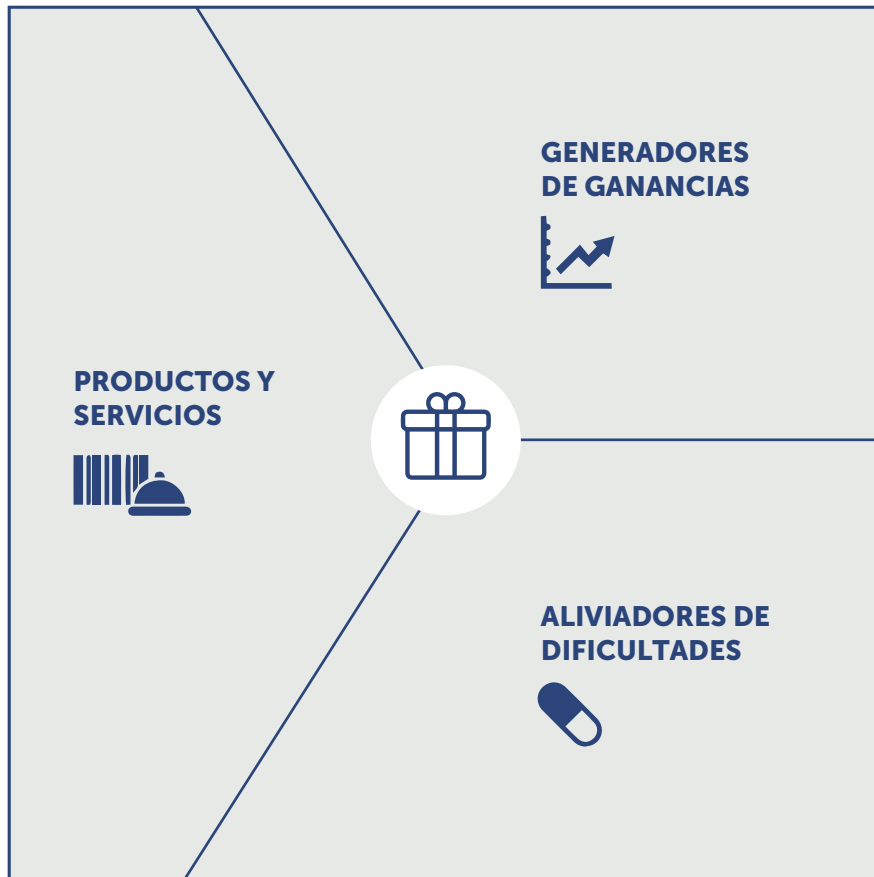 GENERADORES
DE GANANCIAS
PRODUCTOS Y
SERVICIOS
ALIVIADORES DE
DIFICULTADES